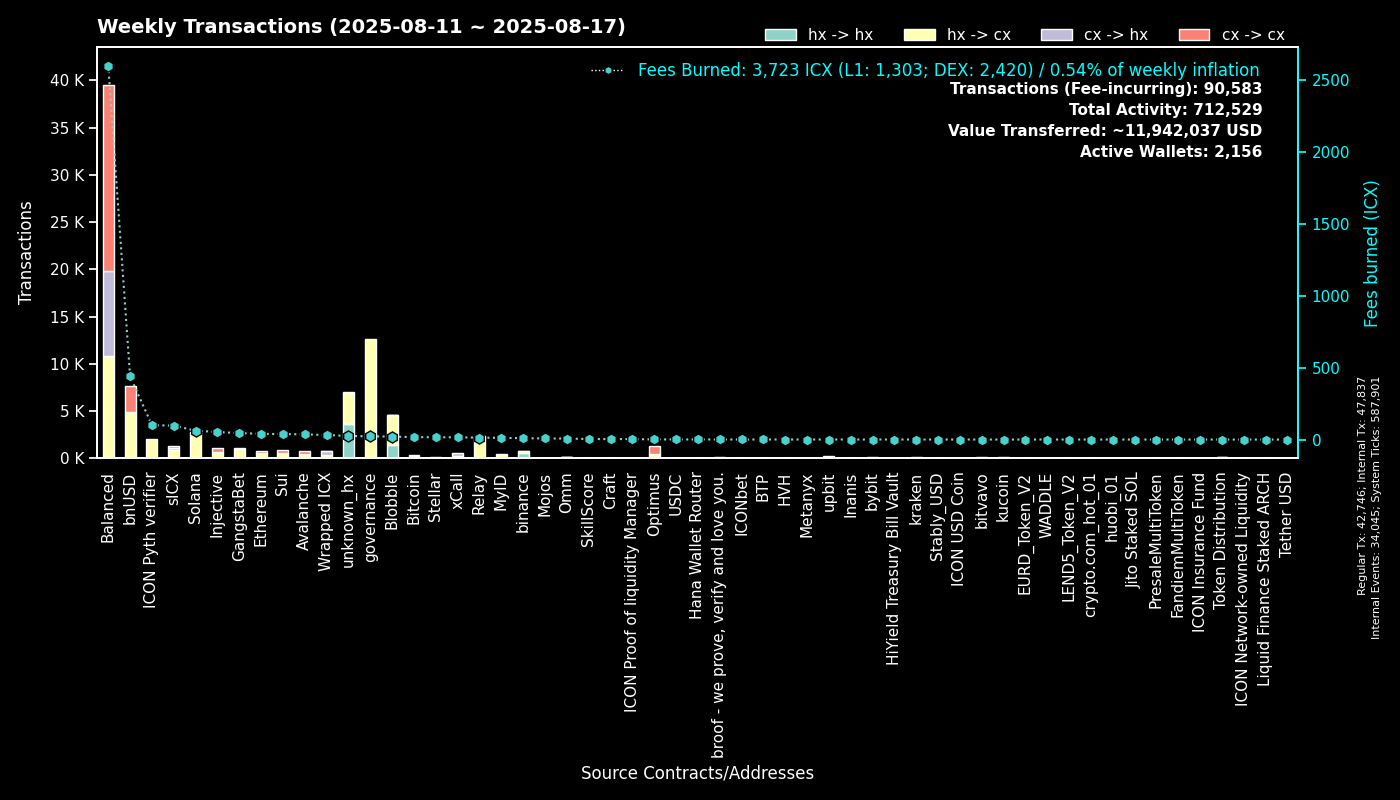 Weekly Transactions (2025-08-11 ~ 2025-08-17)
hx -> hx
hx -> cx
cx -> hx
cx -> cx
Fees Burned: 3,723 ICX (L1: 1,303; DEX: 2,420) / 0.54% of weekly inflation
Transactions (Fee-incurring): 90,583
Total Activity: 712,529
Value Transferred: ~11,942,037 USD
Active Wallets: 2,156
Transactions
40 K
35 K
30 K
25 K
20 K
15 K
10 K
5 K
0 K
2500
2000
1500
1000
500
0
Fees burned (ICX)
Regular Tx: 42,746; Internal Tx: 47,837
Internal Events: 34,045; System Ticks: 587,901
Balanced
bnUSD
ICON Pyth verifier
sICX
Solana
Injective
GangstaBet
Ethereum
Sui
Avalanche
Wrapped ICX
unknown_hx
governance
Blobble
Bitcoin
Stellar
xCall
Relay
MyID
binance
Mojos
Omm
SkillScore
Craft
ICON Proof of liquidity Manager
Optimus
USDC
Hana Wallet Router
broof - we prove, verify and love you.
ICONbet
BTP
HVH
Metanyx
upbit
Inanis
bybit
HiYield Treasury Bill Vault
kraken
Stably_USD
ICON USD Coin
bitvavo
kucoin
EURD_Token_V2
WADDLE
LEND5_Token_V2
crypto.com_hot_01
huobi_01
Jito Staked SOL
PresaleMultiToken
FandiemMultiToken
ICON Insurance Fund
Token Distribution
ICON Network-owned Liquidity
Liquid Finance Staked ARCH
Tether USD
Source Contracts/Addresses